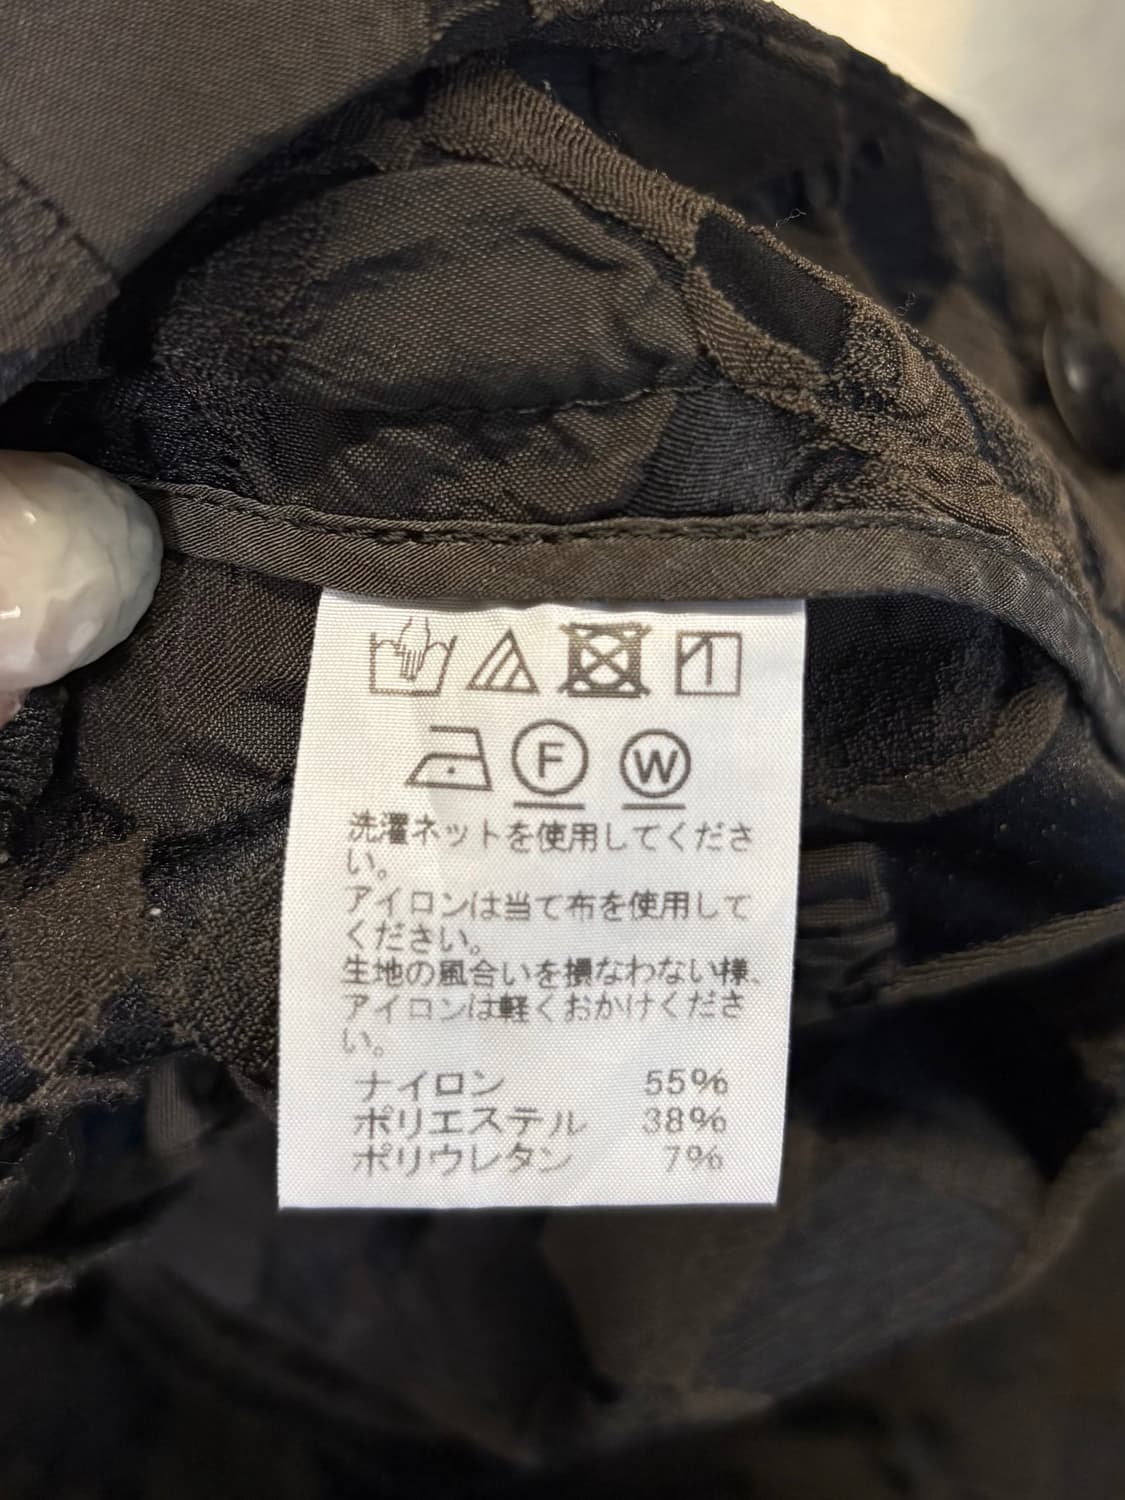 F W
洗濯ネットを使用してくださ
い。
アイロンは当て布を使用して
ください。
生地の風合いを損なわない様、
アイロンは軽くおかけくださ
い。
ナイロン 55%
ポリエステル 38%
ポリウレタン 7%